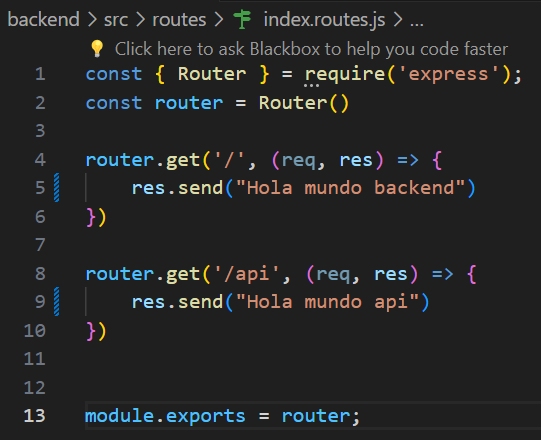 backend > src > routes > index.routes.js > ...
Click here to ask Blackbox to help you code faster
1 const { Router } = require('express');
2 const router = Router()
3
4 router.get('/', (req, res) => {
5     res.send("Hola mundo backend")
6 })
7
8 router.get('/api', (req, res) => {
9     res.send("Hola mundo api")
10 })
11
12
13 module.exports = router;